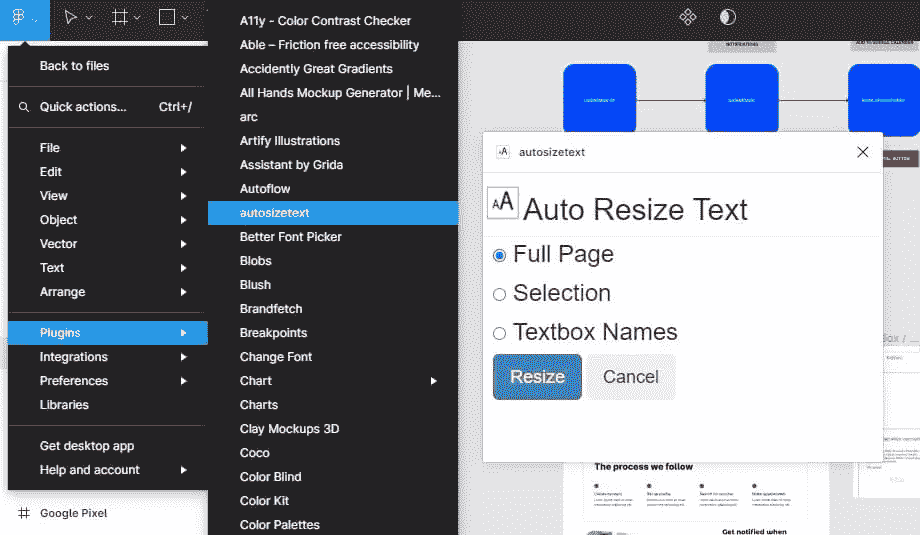 Back to files
Quick actions... Ctrl+/
File
Edit
View
Object
Vector
Text
Arrange
Plugins
Integrations
Preferences
Libraries
Get desktop app
Help and account
Google Pixel
A11y - Color Contrast Checker
Able – Friction free accessibility
Accidently Great Gradients
All Hands Mockup Generator | Me...
arc
Artify Illustrations
Assistant by Grida
Autoflow
autosizetext
Better Font Picker
Blobs
Blush
Brandfetch
Breakpoints
Change Font
Chart
Charts
Clay Mockups 3D
Coco
Color Blind
Color Kit
Color Palettes
autosizetext
AA Auto Resize Text
Full Page
Selection
Textbox Names
Resize Cancel
The process we follow
Get notified when